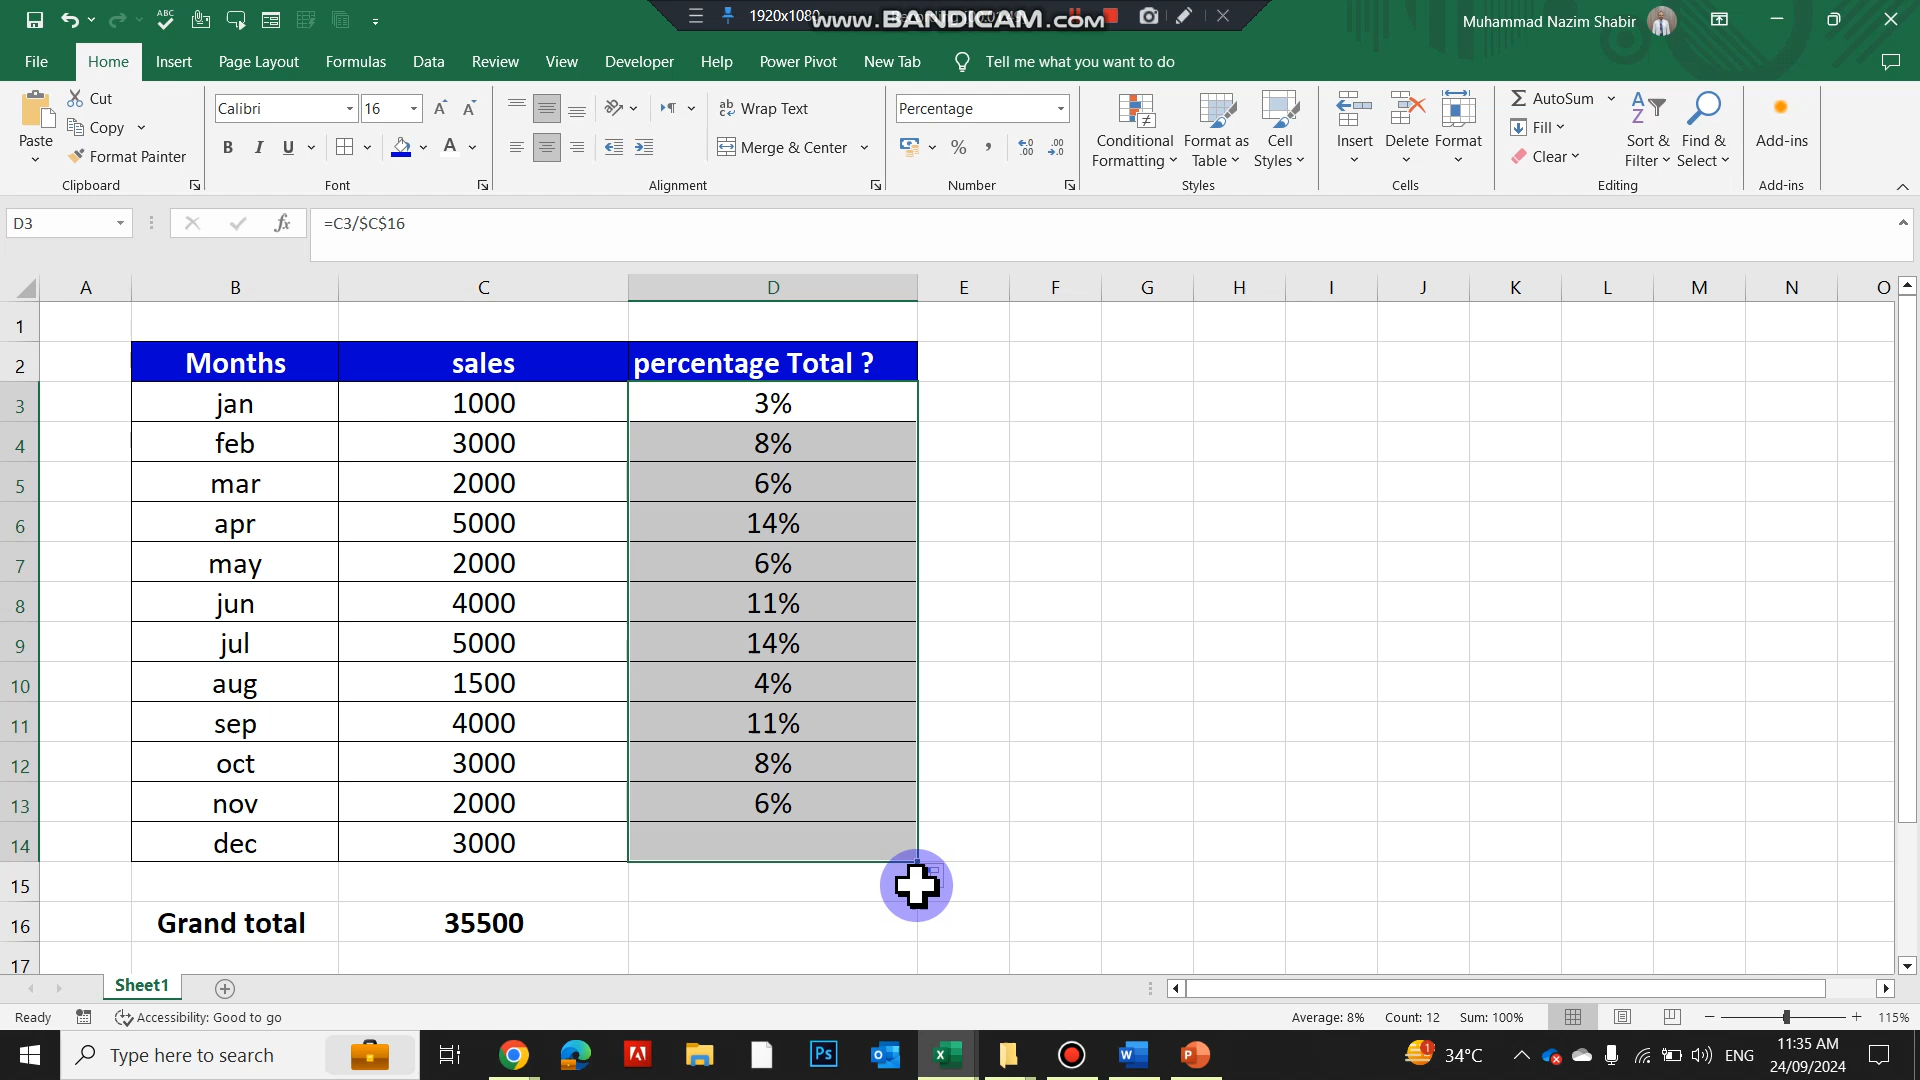 1920x1080
www.BANDICAM.com
Muhammad Nazim Shabir
File Home Insert Page Layout Formulas Data Review View Developer Help Power Pivot New Tab Tell me what you want to do
Paste
Cut
Copy
Format Painter
Clipboard
Calibri 16
B I U A
Font
Wrap Text
Merge & Center
Alignment
Percentage
% ,
Number
Conditional Formatting
Format as Table
Cell Styles
Styles
Insert
Delete
Format
Cells
AutoSum
Fill
Clear
Sort & Filter
Find & Select
Editing
Add-ins
Add-ins
D3 fx =C3/$C$16
A B C D E F G H I J K L M N O
1
2 Months sales percentage Total ?
3 jan 1000 3%
4 feb 3000 8%
5 mar 2000 6%
6 apr 5000 14%
7 may 2000 6%
8 jun 4000 11%
9 jul 5000 14%
10 aug 1500 4%
11 sep 4000 11%
12 oct 3000 8%
13 nov 2000 6%
14 dec 3000
15
16 Grand total 35500
17
Sheet1
Ready Accessibility: Good to go Average: 8% Count: 12 Sum: 100% 115%
Type here to search 34°C ENG 11:35 AM
24/09/2024